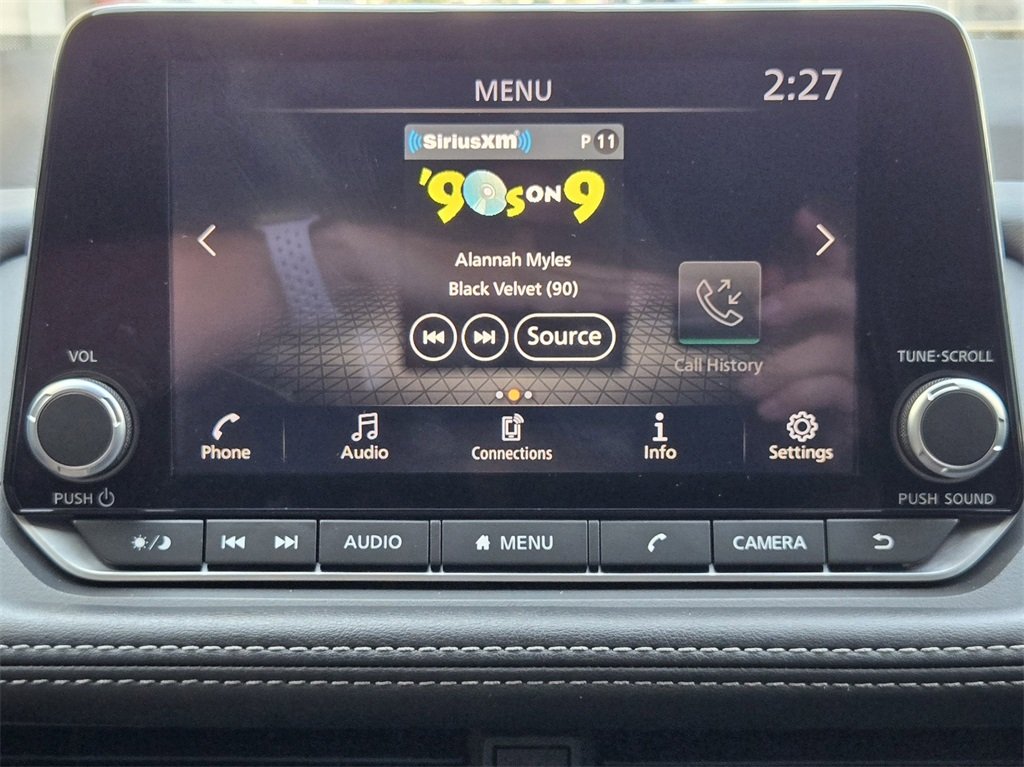 MENU
2:27
SiriusXM
P 11
'90s ON 9
Alannah Myles
Black Velvet (90)
Source
Call History
VOL
TUNE·SCROLL
Phone
Audio
Connections
Info
Settings
PUSH
PUSH SOUND
AUDIO
MENU
CAMERA